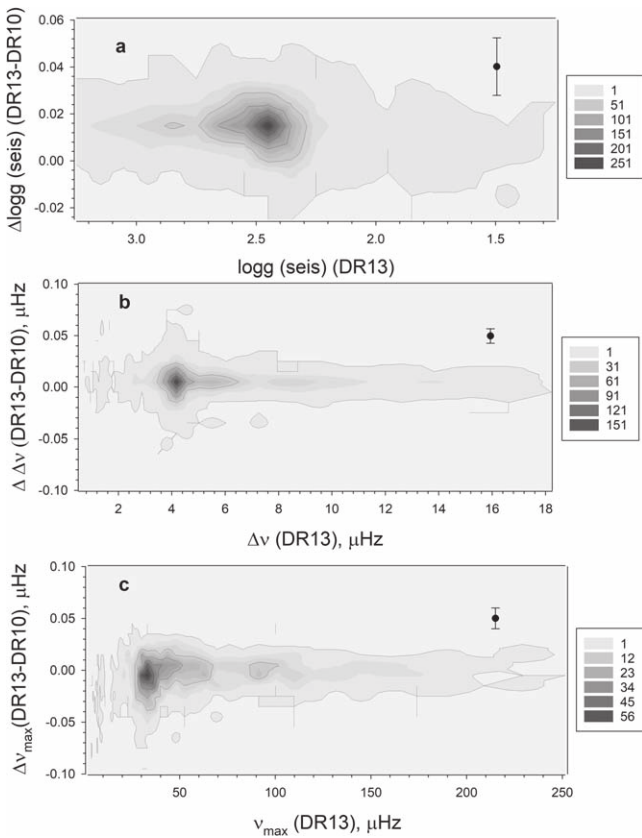 a
Δlogg (seis) (DR13-DR10)
0.06
0.04
0.02
0.00
-0.02
3.0 2.5 2.0 1.5
logg (seis) (DR13)
1
51
101
151
201
251
b
Δ Δν (DR13-DR10), μHz
0.10
0.05
0.00
-0.05
-0.10
2 4 6 8 10 12 14 16 18
Δν (DR13), μHz
1
31
61
91
121
151
c
Δνmax(DR13-DR10), μHz
0.10
0.05
0.00
-0.05
-0.10
50 100 150 200 250
νmax (DR13), μHz
1
12
23
34
45
56